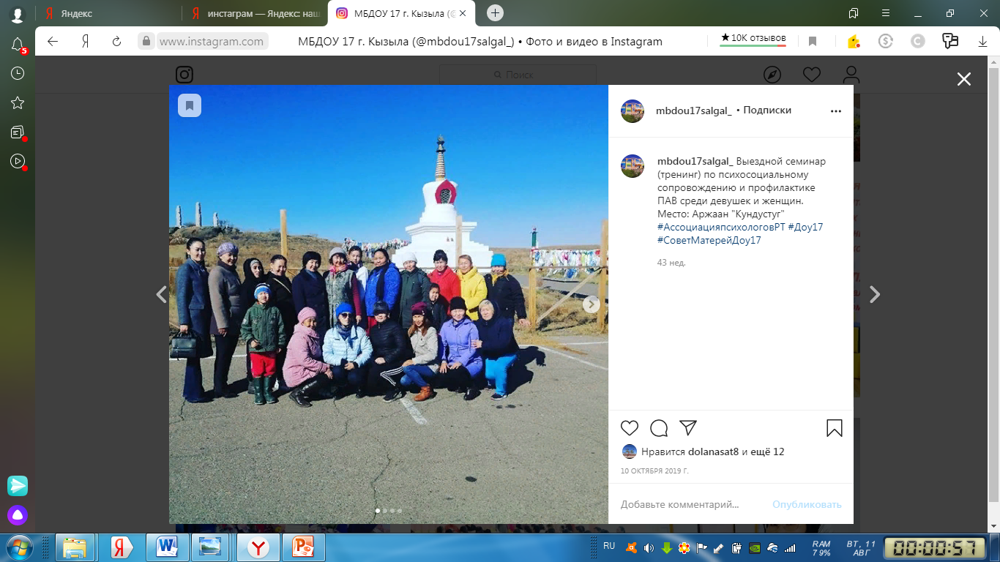 Яндекс
инстаграм — Яндекс: наш
МБДОУ 17 г. Кызыла (@
5
Я
www.instagram.com
МБДОУ 17 г. Кызыла (@mbdou17salgal_) • Фото и видео в Instagram
★10K отзывов
Поиск
mbdou17salgal_ • Подписки
mbdou17salgal_ Выездной семинар
(тренинг) по психосоциальному
сопровождению и профилактике
ПАВ среди девушек и женщин.
Место: Аржаан "Кундустуг"
#АссоциацияпсихологовРТ #Доу17
#СоветМатерейДоу17
43 нед.
Нравится dolanasat8 и ещё 12
10 ОКТЯБРЯ 2019 Г.
Добавьте комментарий... Опубликовать
RU
RAM
79%
ВТ, 11
АВГ
00:00:57